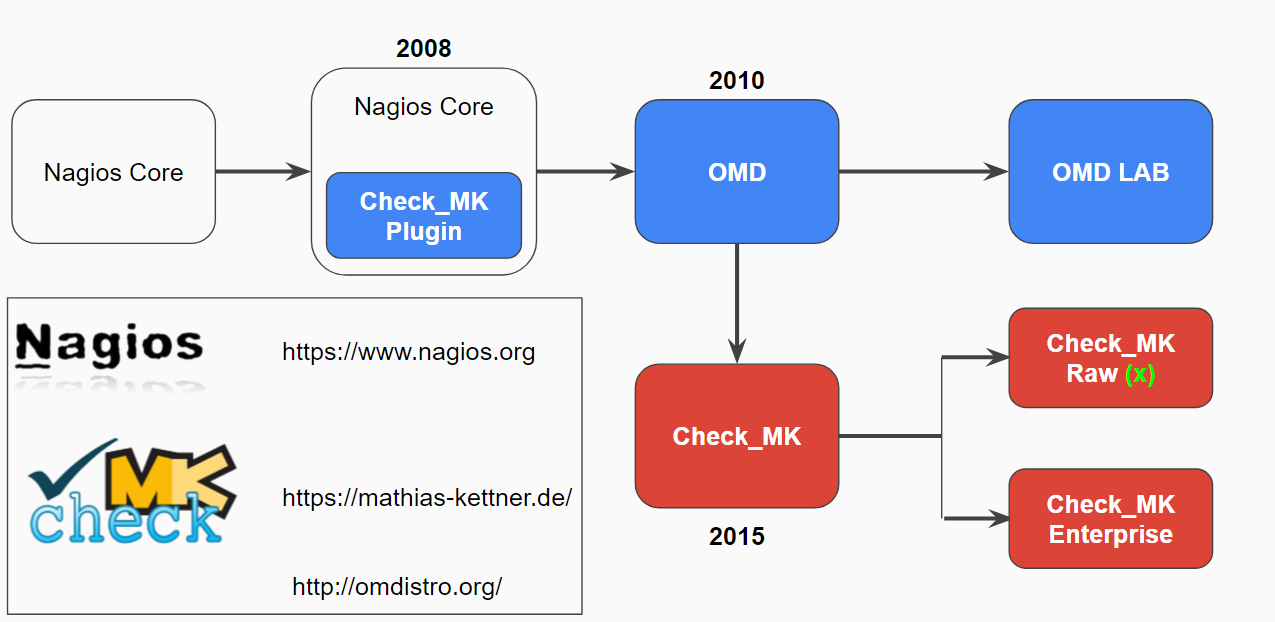 2008
2010
Nagios Core
Nagios Core
Check_MK
Plugin
OMD
OMD LAB
Nagios
https://www.nagios.org
Check_MK
2015
Check_MK
Raw (x)
Check_MK
Enterprise
MK
check
https://mathias-kettner.de/
http://omdistro.org/